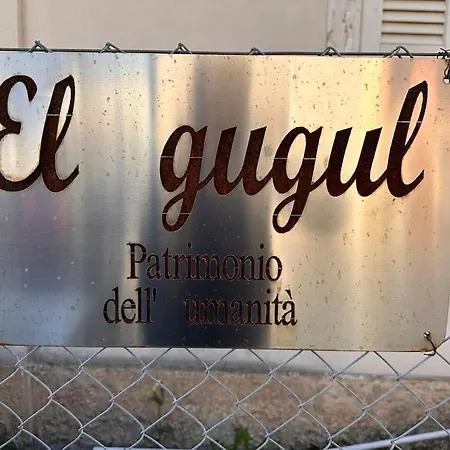 El gugul
Patrimonio
dell' umanità